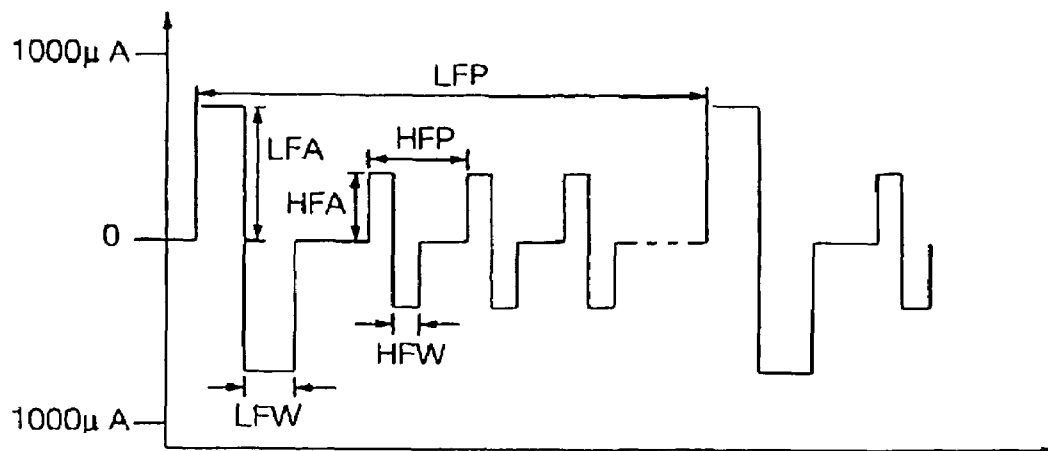 1000μ A
LFP
LFA
HFP
HFA
0
HFW
LFW
1000μ A